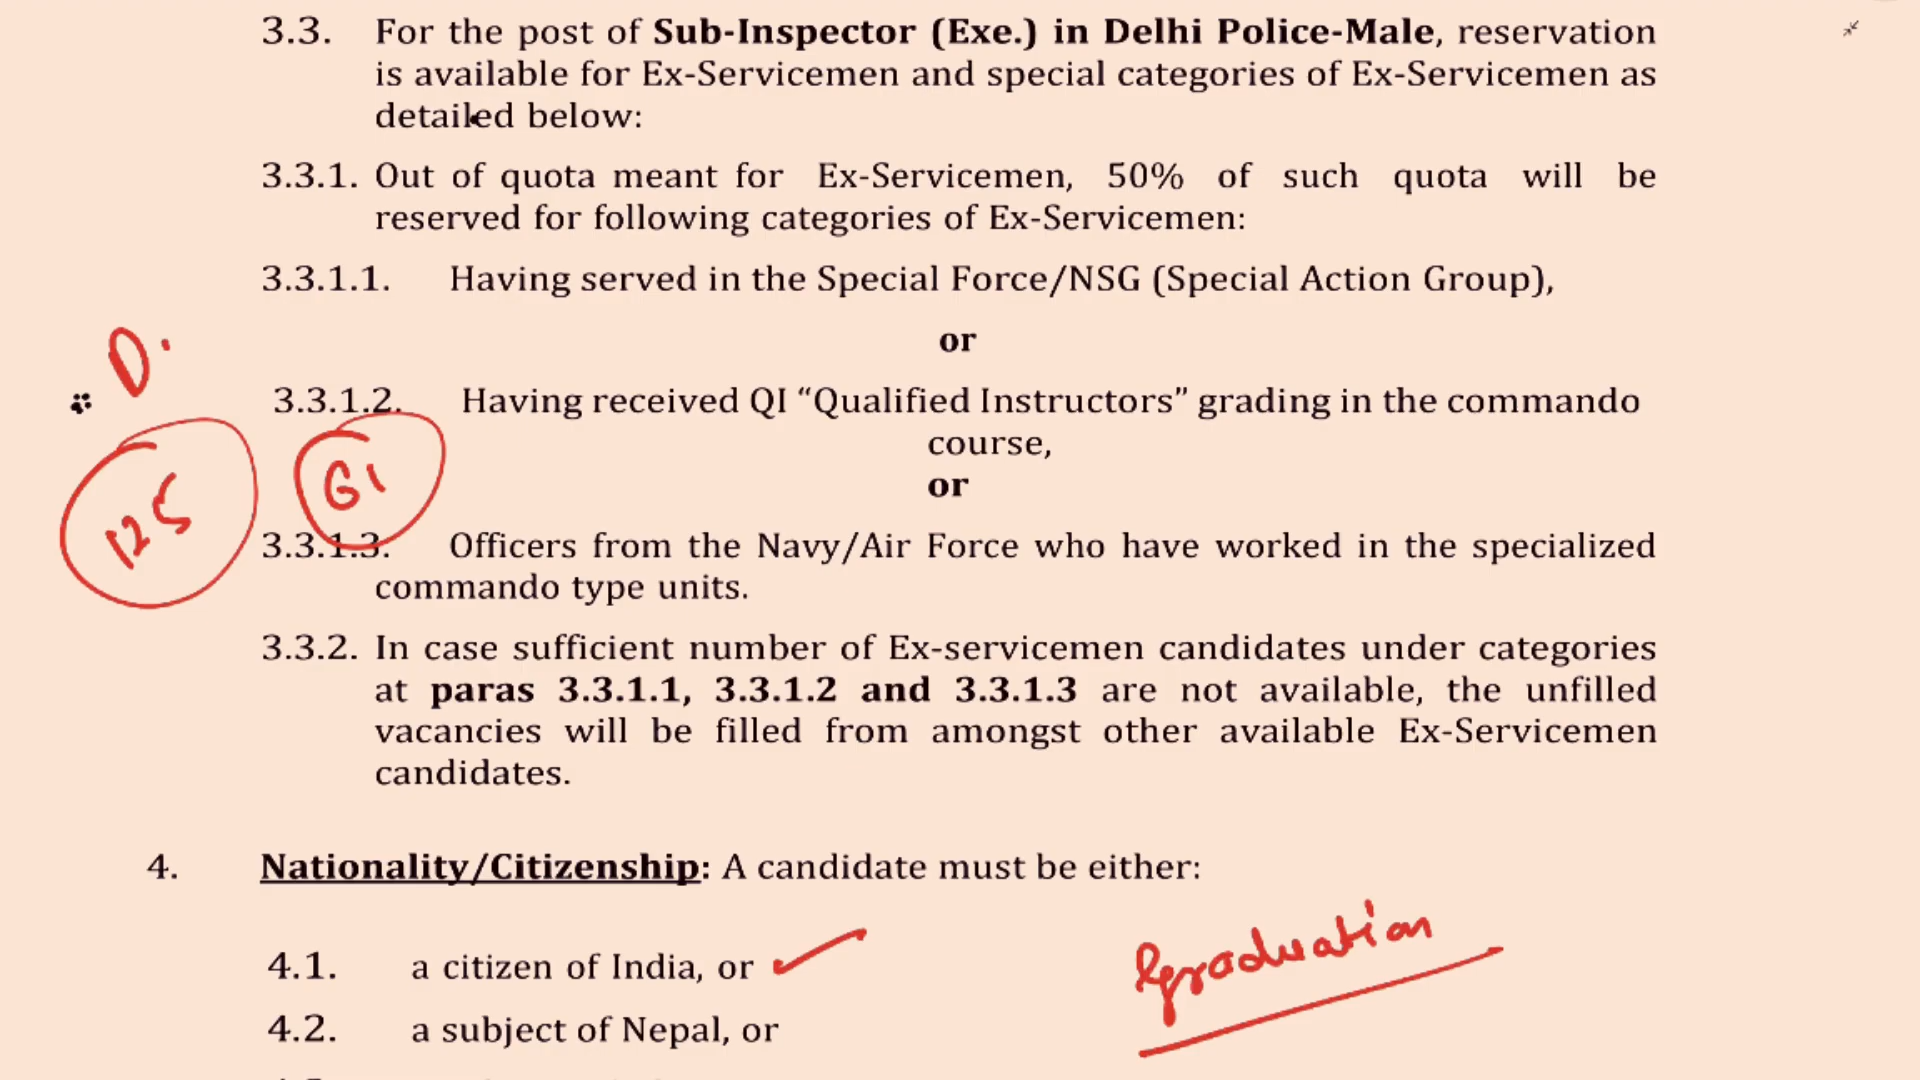 3.3. For the post of Sub-Inspector (Exe.) in Delhi Police-Male, reservation
is available for Ex-Servicemen and special categories of Ex-Servicemen as
detailed below:
3.3.1. Out of quota meant for Ex-Servicemen, 50% of such quota will be
reserved for following categories of Ex-Servicemen:
3.3.1.1. Having served in the Special Force/NSG (Special Action Group),
or
D.
3.3.1.2. Having received QI “Qualified Instructors” grading in the commando
course,
or
125
61
3.3.1.3. Officers from the Navy/Air Force who have worked in the specialized
commando type units.
3.3.2. In case sufficient number of Ex-servicemen candidates under categories
at paras 3.3.1.1, 3.3.1.2 and 3.3.1.3 are not available, the unfilled
vacancies will be filled from amongst other available Ex-Servicemen
candidates.
4. Nationality/Citizenship: A candidate must be either:
4.1. a citizen of India, or
Graduation
4.2. a subject of Nepal, or